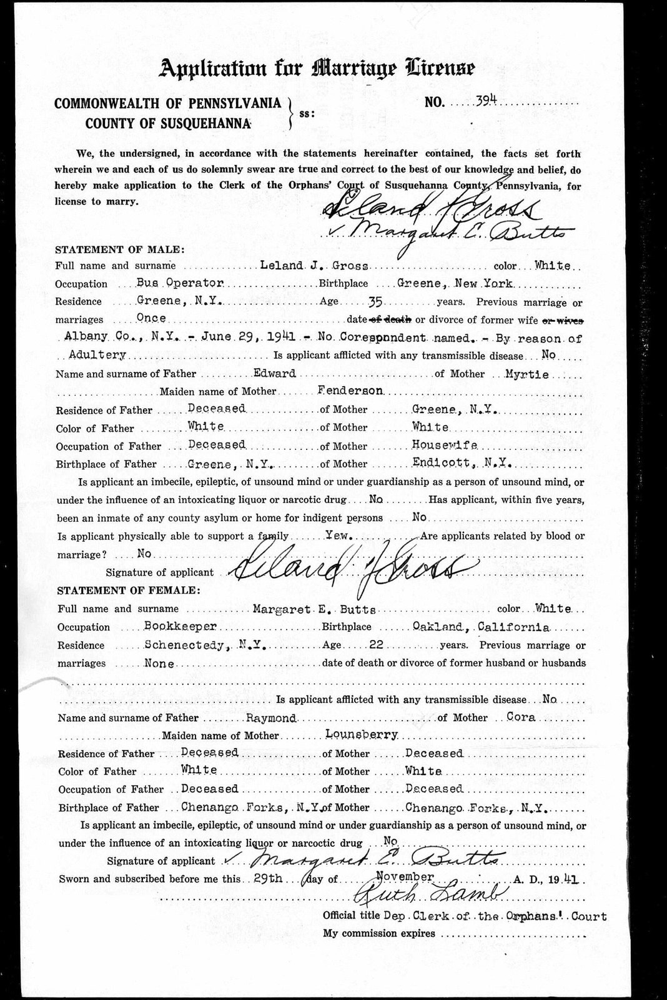 Application for Marriage License
COMMONWEALTH OF PENNSYLVANIA
COUNTY OF SUSQUEHANNA
} ss:
NO. 394
We, the undersigned, in accordance with the statements hereinafter contained, the facts set forth
wherein we and each of us do solemnly swear are true and correct to the best of our knowledge and belief, do
hereby make application to the Clerk of the Orphans' Court of Susquehanna County, Pennsylvania, for
license to marry.
Leland J Gross
✓ Margaret E. Butts
STATEMENT OF MALE:
Full name and surname Leland J. Gross color White
Occupation Bus Operator Birthplace Greene, New York
Residence Greene, N.Y. Age 35 years. Previous marriage or
marriages Once date of death or divorce of former wife or wives
Albany Co., N.Y. - June 29, 1941 - No Corespondent named. - By reason of
Adultery Is applicant afflicted with any transmissible disease No
Name and surname of Father Edward of Mother Myrtie
Maiden name of Mother Fenderson
Residence of Father Deceased of Mother Greene, N.Y.
Color of Father White of Mother White
Occupation of Father Deceased of Mother Housewife
Birthplace of Father Greene, N.Y. of Mother Endicott, N.Y.
Is applicant an imbecile, epileptic, of unsound mind or under guardianship as a person of unsound mind, or
under the influence of an intoxicating liquor or narcotic drug No Has applicant, within five years,
been an inmate of any county asylum or home for indigent persons No
Is applicant physically able to support a family Yew. Are applicants related by blood or
marriage? No
Signature of applicant Leland J Gross
STATEMENT OF FEMALE:
Full name and surname Margaret E. Butts color White
Occupation Bookkeeper Birthplace Oakland, California
Residence Schenectedy, N.Y. Age 22 years. Previous marriage or
marriages None date of death or divorce of former husband or husbands
Is applicant afflicted with any transmissible disease No
Name and surname of Father Raymond of Mother Cora
Maiden name of Mother Lounsberry
Residence of Father Deceased of Mother Deceased
Color of Father White of Mother White
Occupation of Father Deceased of Mother Deceased
Birthplace of Father Chenango Forks, N.Y. of Mother Chenango Forks, N.Y.
Is applicant an imbecile, epileptic, of unsound mind or under guardianship as a person of unsound mind, or
under the influence of an intoxicating liquor or narcoctic drug No
Signature of applicant ✓ Margaret E. Butts
Sworn and subscribed before me this 29th day of November A. D., 1941.
Ruth Lamb
Official title Dep Clerk of the Orphans' Court
My commission expires